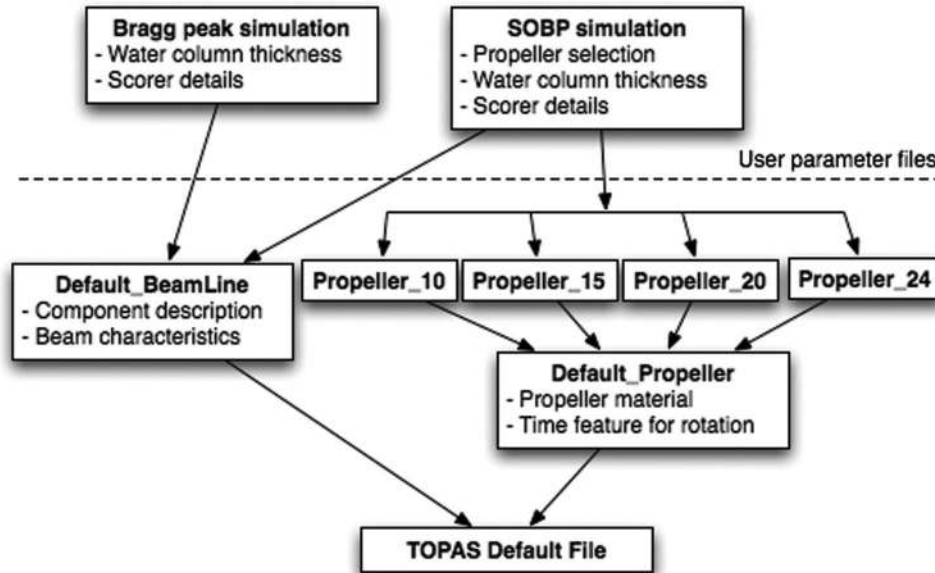 Bragg peak simulation
- Water column thickness
- Scorer details
SOBP simulation
- Propeller selection
- Water column thickness
- Scorer details
User parameter files
Default_BeamLine
- Component description
- Beam characteristics
Propeller_10
Propeller_15
Propeller_20
Propeller_24
Default_Propeller
- Propeller material
- Time feature for rotation
TOPAS Default File